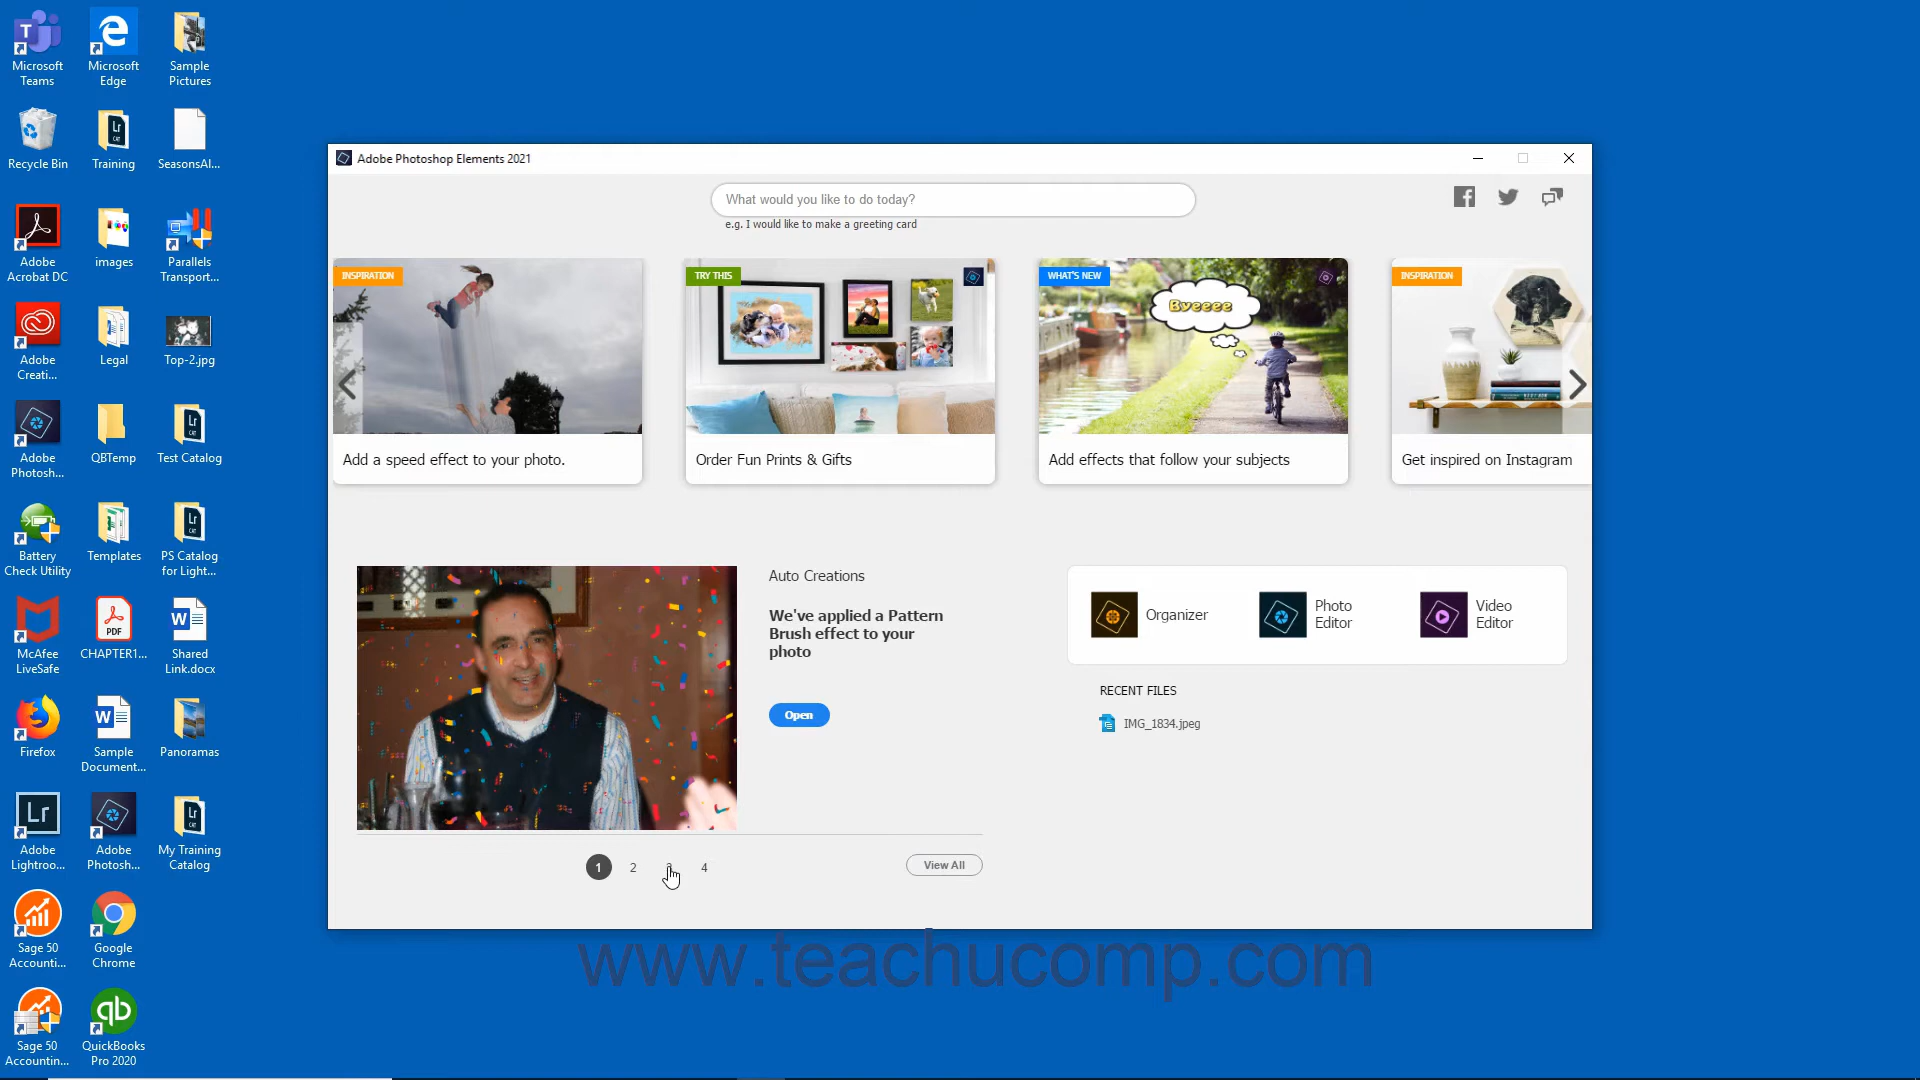 Microsoft
Teams
Microsoft
Edge
Sample
Pictures
Recycle Bin
Training
SeasonsAl...
Adobe
Acrobat DC
images
Parallels
Transport...
Adobe
Creati...
Legal
Top-2.jpg
Adobe
Photosh...
QBTemp
Test Catalog
Battery
Check Utility
Templates
PS Catalog
for Light...
McAfee
LiveSafe
CHAPTER1...
Shared
Link.docx
Firefox
Sample
Document...
Panoramas
Adobe
Lightroo...
Adobe
Photosh...
My Training
Catalog
Sage 50
Accounti...
Google
Chrome
Sage 50
Accountin...
QuickBooks
Pro 2020
Adobe Photoshop Elements 2021
What would you like to do today?
e.g. I would like to make a greeting card
INSPIRATION
Add a speed effect to your photo.
TRY THIS
Order Fun Prints & Gifts
WHAT'S NEW
Byeeee
Add effects that follow your subjects
INSPIRATION
Get inspired on Instagram
Auto Creations
We've applied a Pattern
Brush effect to your
photo
Open
1 2 3 4
View All
Organizer
Photo
Editor
Video
Editor
RECENT FILES
IMG_1834.jpeg
www.teachucomp.com